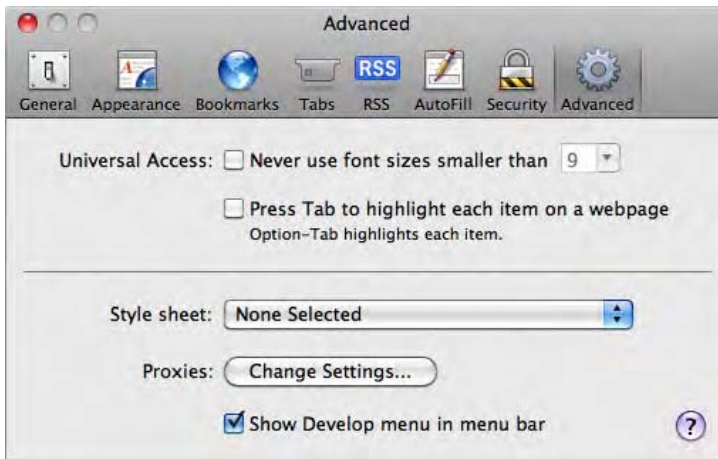 Advanced
RSS
General Appearance Bookmarks Tabs RSS AutoFill Security Advanced
Universal Access: Never use font sizes smaller than 9
Press Tab to highlight each item on a webpage
Option-Tab highlights each item.
Style sheet: None Selected
Proxies: Change Settings...
Show Develop menu in menu bar ?